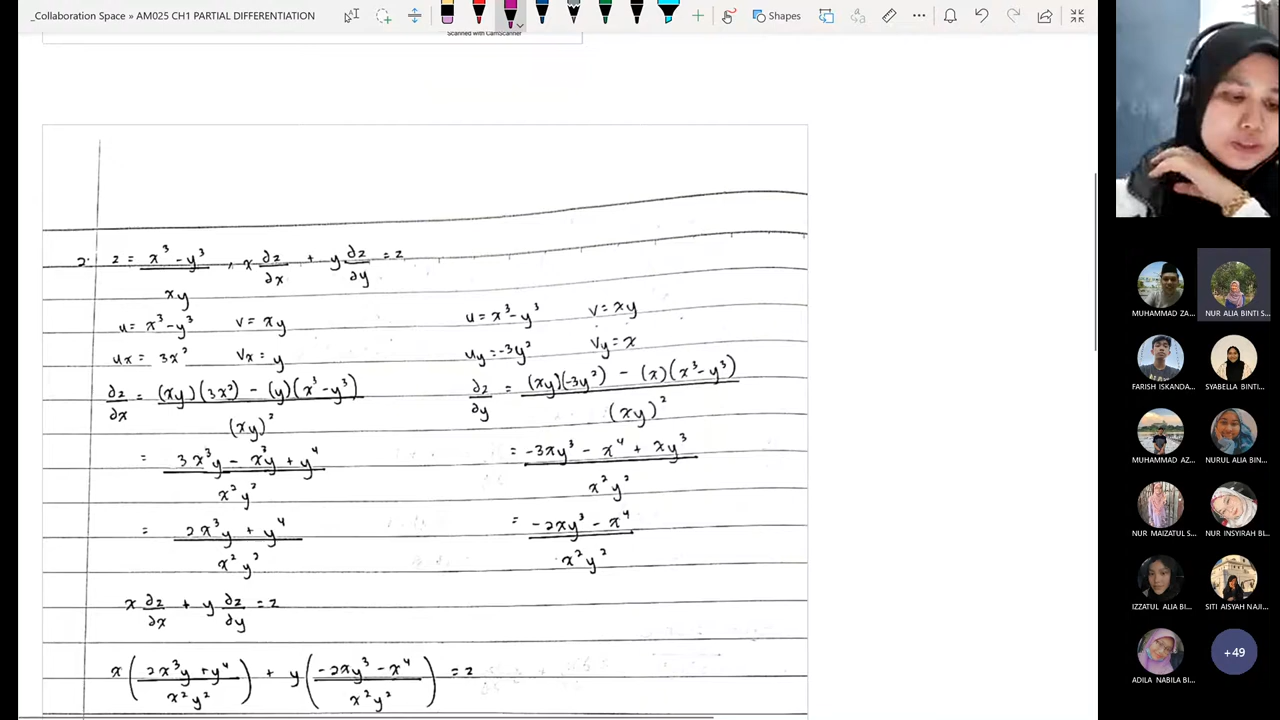 _Collaboration Space » AM025 CH1 PARTIAL DIFFERENTIATION
Shapes
Scanned with CamScanner
2. z = x³ - y³ / xy , x ∂z/∂x + y ∂z/∂y = z
u = x³ - y³ v = xy
ux = 3x² vx = y
∂z/∂x = (xy)(3x²) - (y)(x³ - y³) / (xy)²
= 3x³y - x³y + y⁴ / x²y²
= 2x³y + y⁴ / x²y²
u = x³ - y³ v = xy
uy = -3y² vy = x
∂z/∂y = (xy)(-3y²) - (x)(x³ - y³) / (xy)²
= -3xy³ - x⁴ + xy³ / x²y²
= -2xy³ - x⁴ / x²y²
x ∂z/∂x + y ∂z/∂y = z
x(2x³y + y⁴ / x²y²) + y(-2xy³ - x⁴ / x²y²) = z
MUHAMMAD ZA...
NUR ALIA BINTI S...
FARISH ISKANDA...
SYABELLA BINTI...
MUHAMMAD AZ...
NURUL ALIA BIN...
NUR MAIZATUL S...
NUR INSYIRAH BI...
IZZATUL ALIA BI...
SITI AISYAH NAJI...
ADILA NABILA BI...
+49